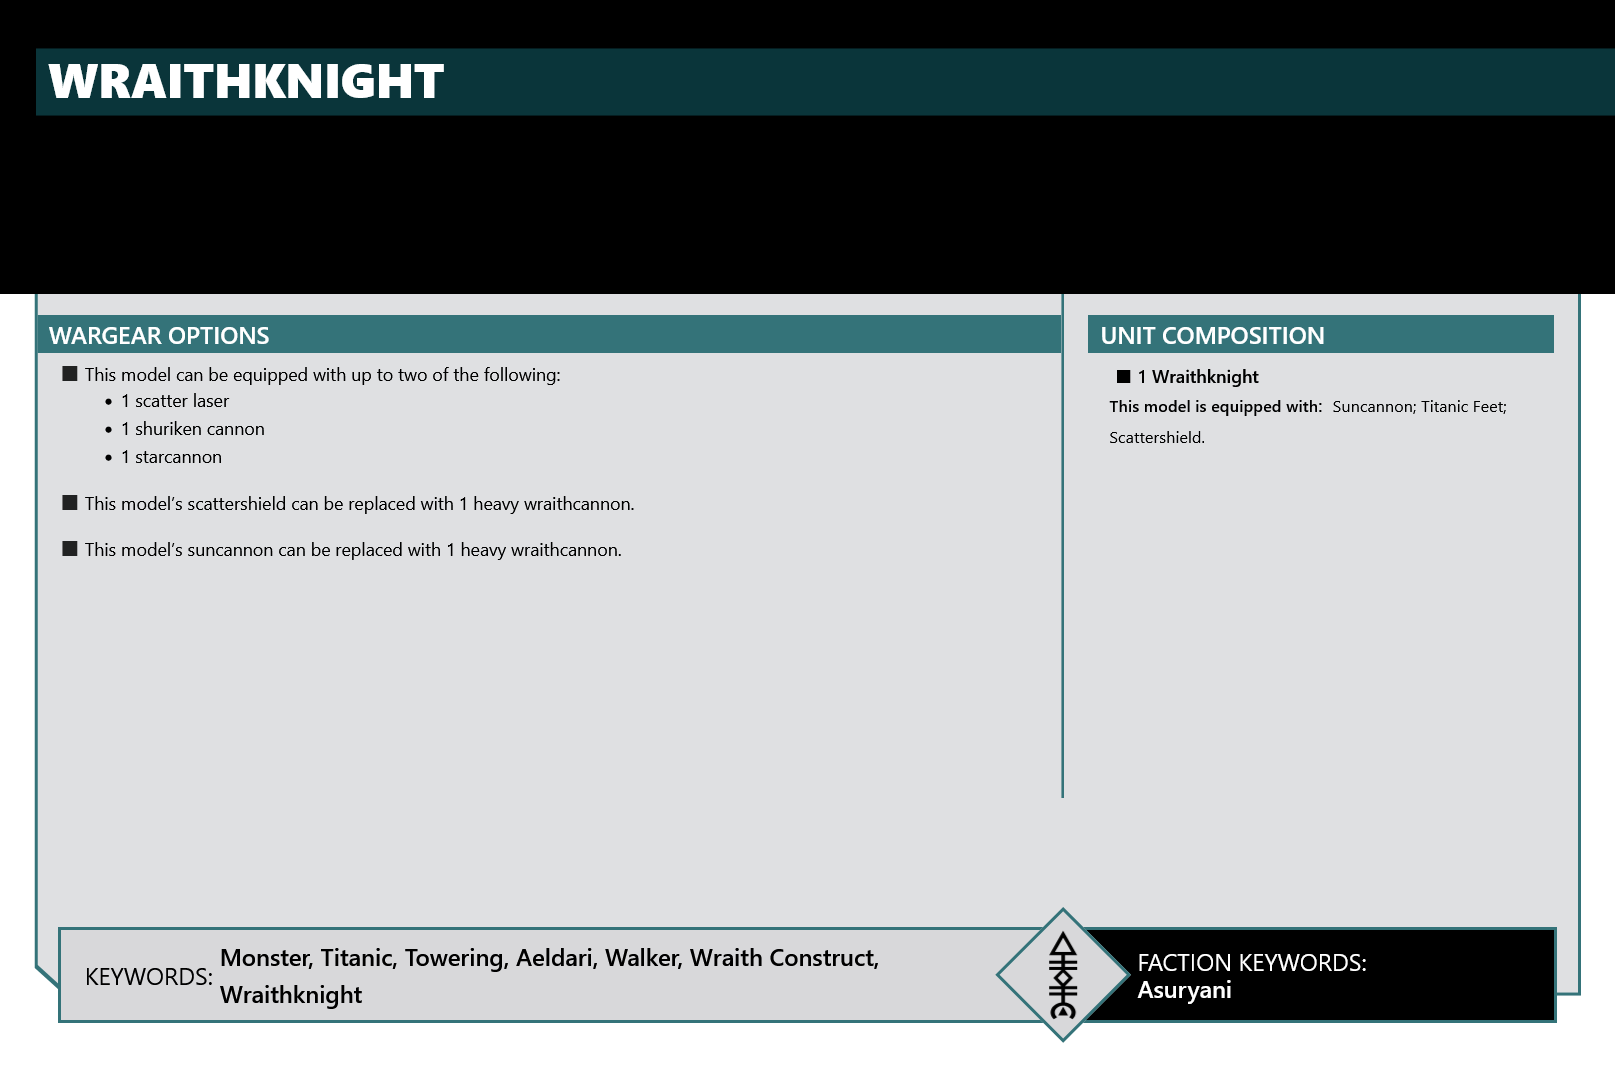 WRAITHKNIGHT
WARGEAR OPTIONS
■ This model can be equipped with up to two of the following:
• 1 scatter laser
• 1 shuriken cannon
• 1 starcannon
■ This model’s scattershield can be replaced with 1 heavy wraithcannon.
■ This model’s suncannon can be replaced with 1 heavy wraithcannon.
UNIT COMPOSITION
■ 1 Wraithknight
This model is equipped with: Suncannon; Titanic Feet;
Scattershield.
KEYWORDS: Monster, Titanic, Towering, Aeldari, Walker, Wraith Construct,
Wraithknight
FACTION KEYWORDS:
Asuryani